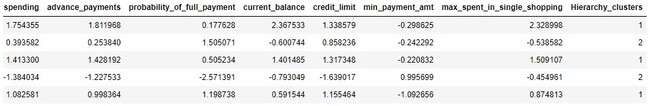 spending advance_payments probability_of_full_payment current_balance credit_limit min_payment_amt max_spent_in_single_shopping Hierarchy_clusters
1.754355 1.811968 0.177628 2.367533 1.338579 -0.298625 2.328998 1
0.393582 0.253840 1.505071 -0.600744 0.858236 -0.242292 -0.538582 2
1.413300 1.428192 0.505234 1.401485 1.317348 -0.220832 1.509107 1
-1.384034 -1.227533 -2.571391 -0.793049 -1.639017 0.995699 -0.454961 2
1.082581 0.998364 1.198738 0.591544 1.155464 -1.092656 0.874813 1